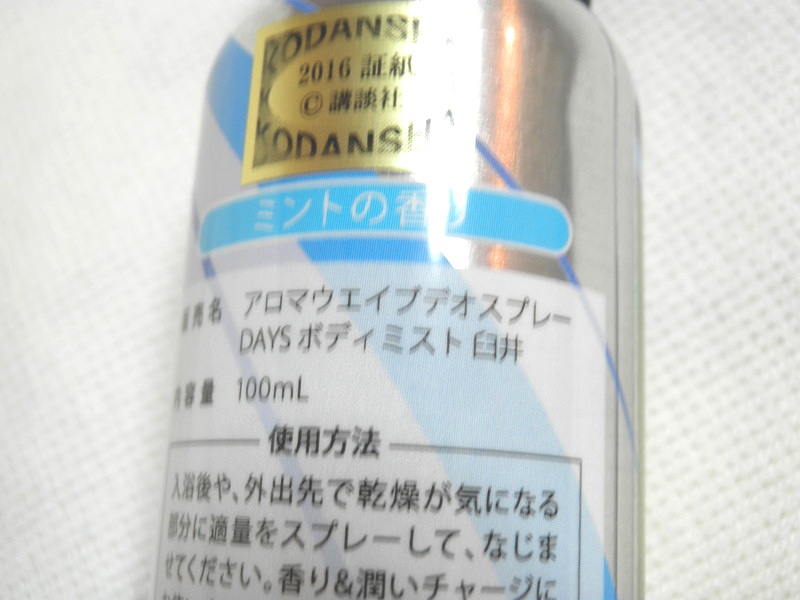 KODANSHA
2016 証紙
© 講談社
KODANSHA
ミントの香り
販売名 アロマウエイブデオスプレー
DAYS ボディミスト 臼井
内容量 100mL
使用方法
入浴後や、外出先で乾燥が気になる
部分に適量をスプレーして、なじま
せてください。香り&潤いチャージに